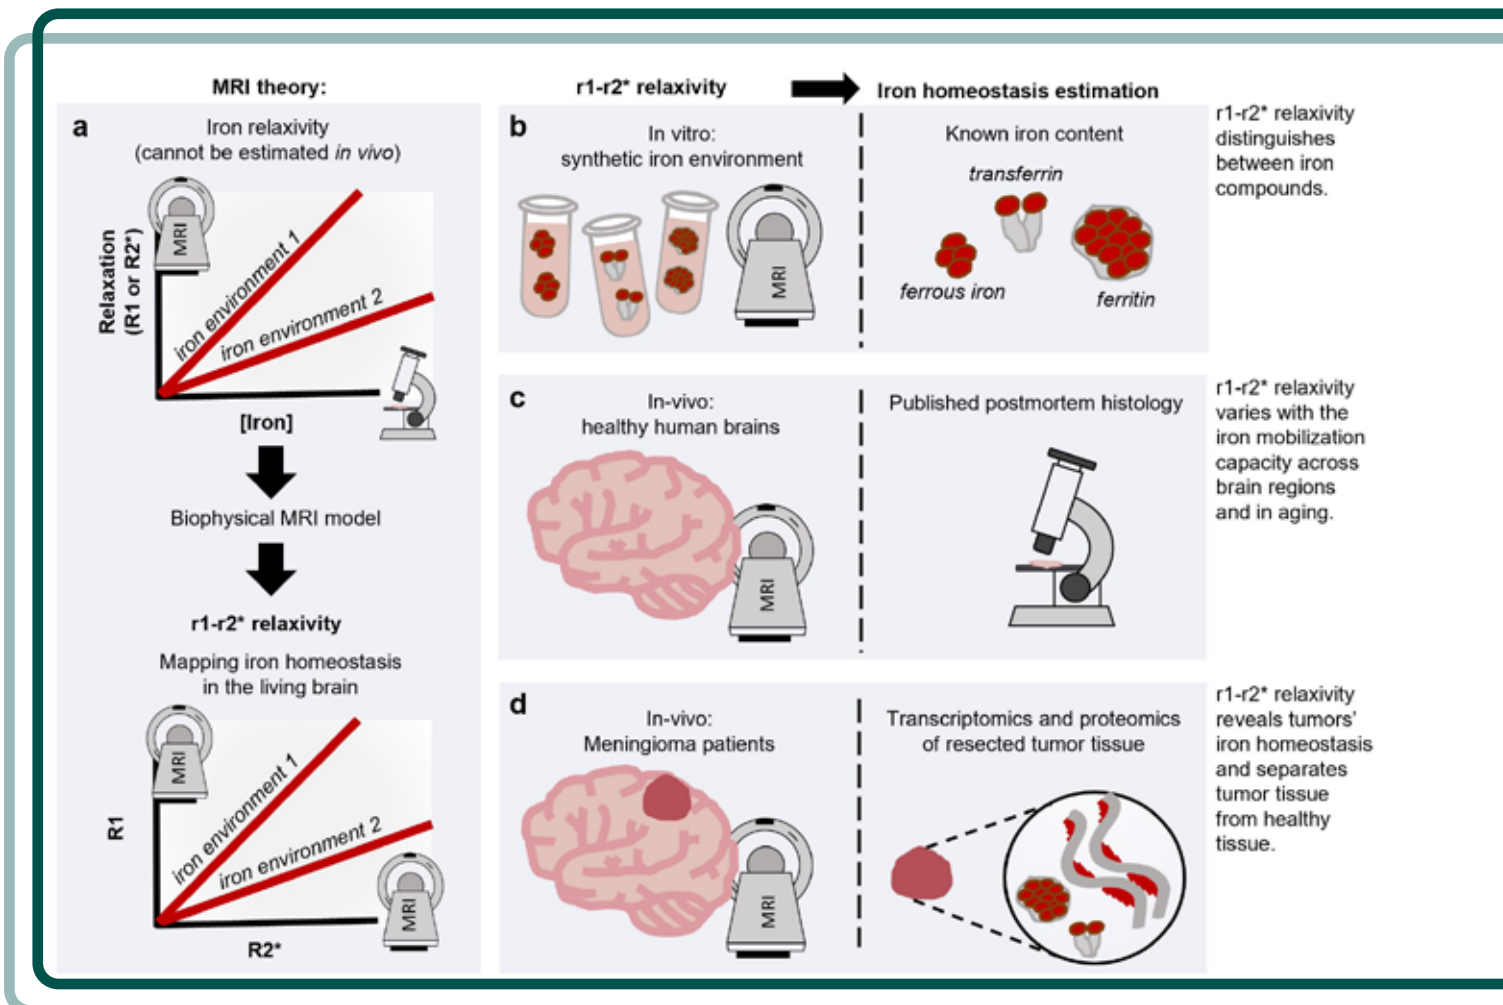 MRI theory:
a
Iron relaxivity
(cannot be estimated in vivo)
MRI
Relaxation
(R1 or R2*)
iron environment 1
iron environment 2
[Iron]
Biophysical MRI model
r1-r2* relaxivity
Mapping iron homeostasis
in the living brain
MRI
R1
iron environment 1
iron environment 2
MRI
R2*
r1-r2* relaxivity
Iron homeostasis estimation
b
In vitro:
synthetic iron environment
MRI
Known iron content
transferrin
ferrous iron
ferritin
r1-r2* relaxivity
distinguishes
between iron
compounds.
c
In-vivo:
healthy human brains
MRI
Published postmortem histology
r1-r2* relaxivity
varies with the
iron mobilization
capacity across
brain regions
and in aging.
d
In-vivo:
Meningioma patients
MRI
Transcriptomics and proteomics
of resected tumor tissue
r1-r2* relaxivity
reveals tumors'
iron homeostasis
and separates
tumor tissue
from healthy
tissue.